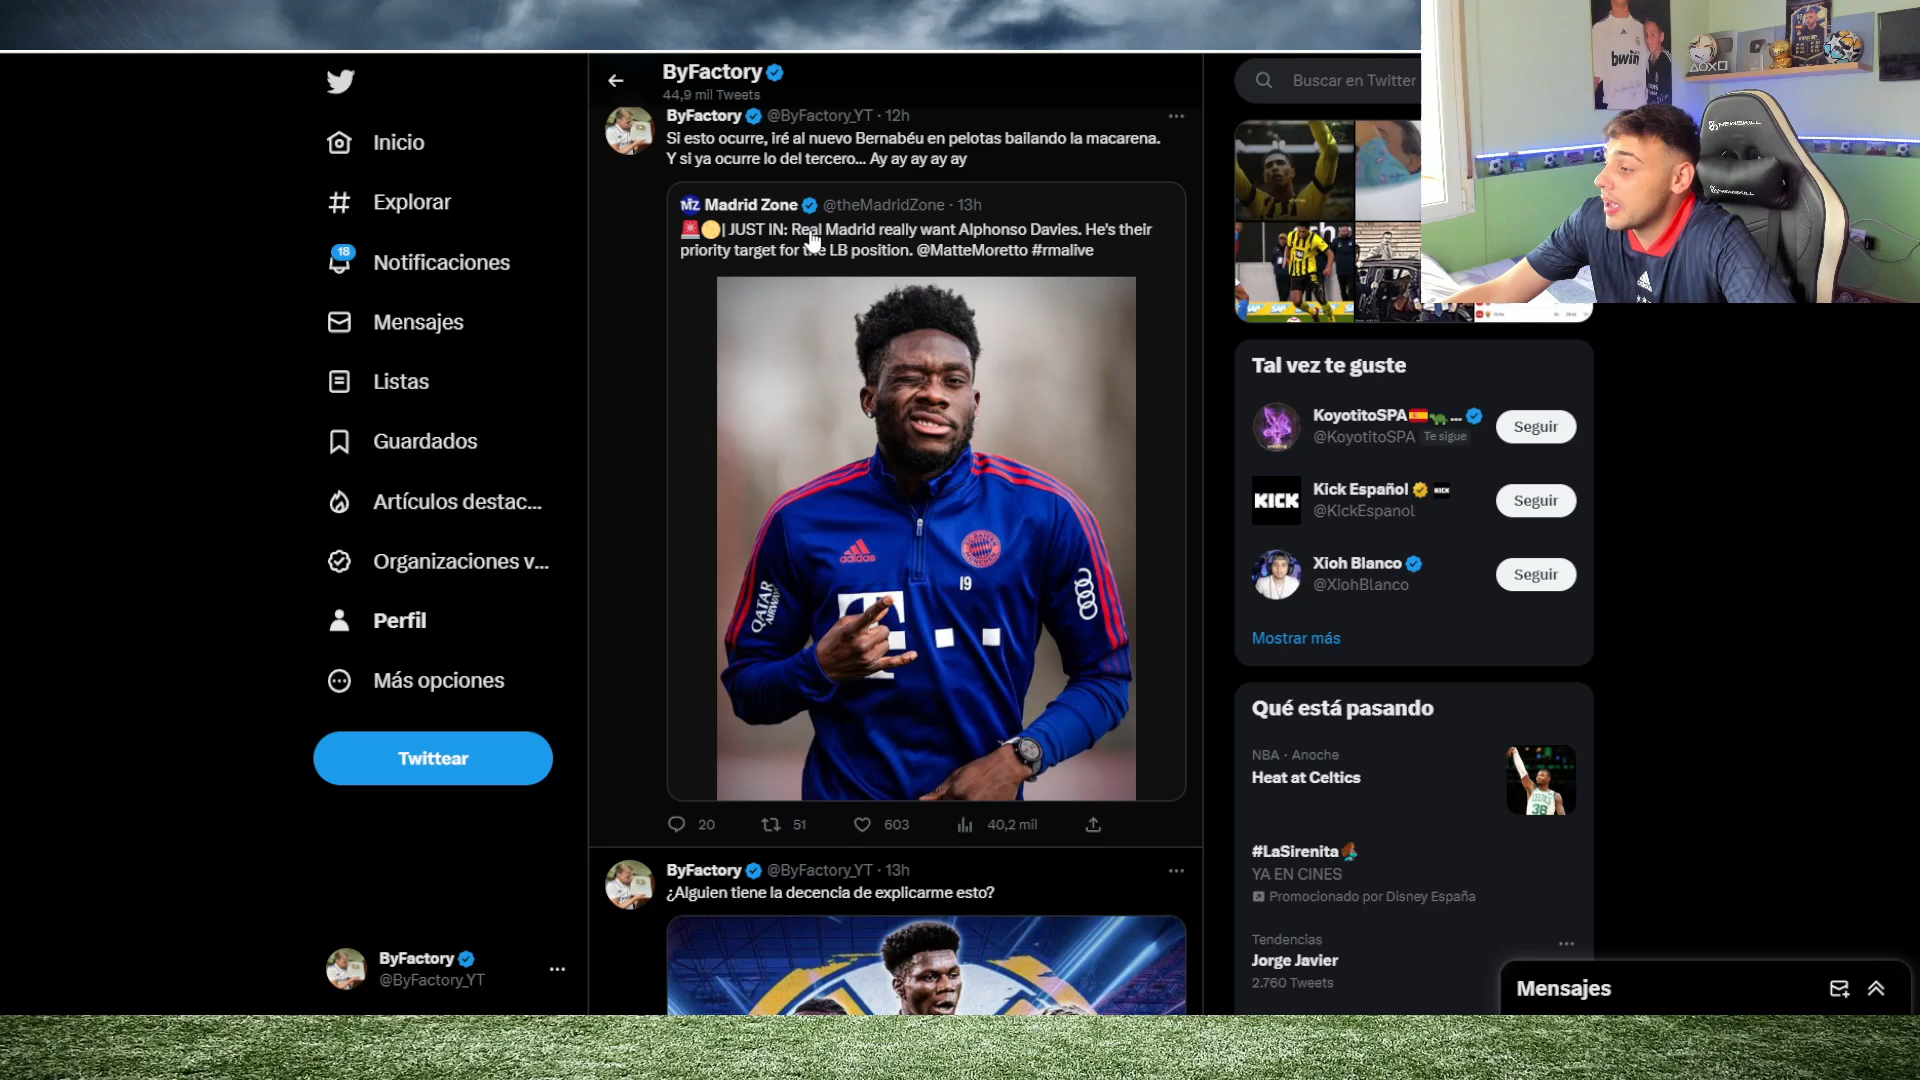 Inicio
Explorar
18
Notificaciones
Mensajes
Listas
Guardados
Artículos destac...
Organizaciones v...
Perfil
Más opciones
Twittear
ByFactory
@ByFactory_YT
ByFactory
44,9 mil Tweets
ByFactory @ByFactory_YT · 12h
Si esto ocurre, iré al nuevo Bernabéu en pelotas bailando la macarena.
Y si ya ocurre lo del tercero... Ay ay ay ay ay
MZ Madrid Zone @theMadridZone · 13h
| JUST IN: Real Madrid really want Alphonso Davies. He's their
priority target for the LB position. @MatteMoretto #rmalive
adidas
19
QATAR
AIRWAYS
T
20 51 603 40,2 mil
ByFactory @ByFactory_YT · 13h
¿Alguien tiene la decencia de explicarme esto?
Buscar en Twitter
Tal vez te guste
KoyotitoSPA...
@KoyotitoSPA Te sigue
Seguir
KICK
Kick Español KICK
@KickEspanol
Seguir
Xioh Blanco
@XiohBlanco
Seguir
Mostrar más
Qué está pasando
NBA · Anoche
Heat at Celtics
#LaSirenita
YA EN CINES
Promocionado por Disney España
Tendencias
Jorge Javier
2.760 Tweets
Mensajes
bwin
NEWSKILL
NEWSKILL